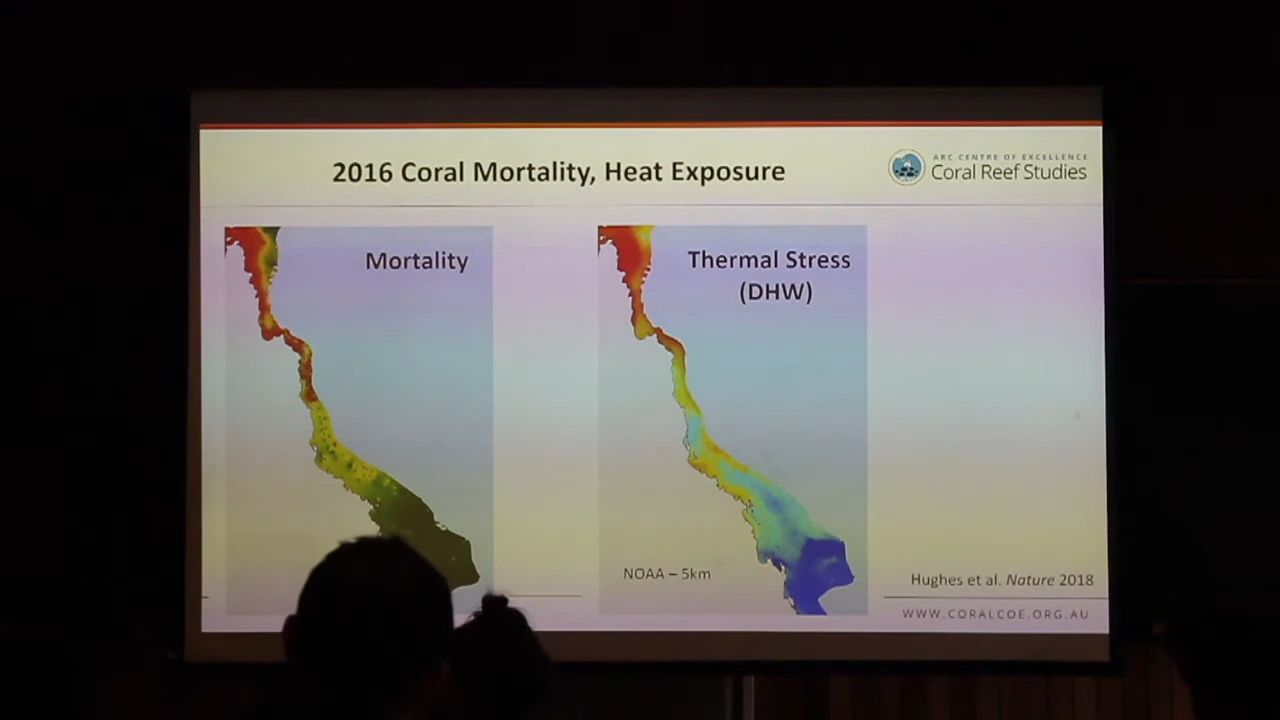 2016 Coral Mortality, Heat Exposure
ARC CENTRE OF EXCELLENCE
Coral Reef Studies
Mortality
Thermal Stress
(DHW)
NOAA – 5km
Hughes et al. Nature 2018
WWW.CORALCOE.ORG.AU